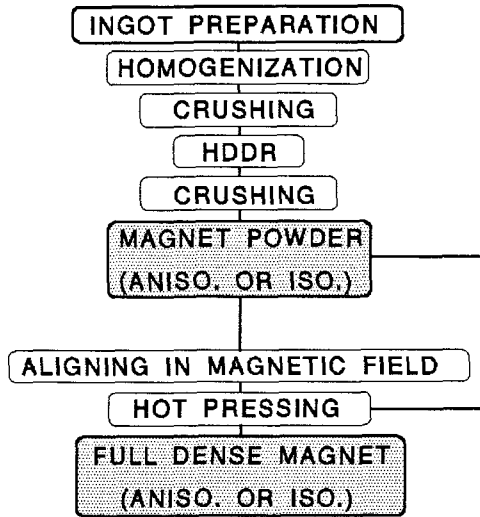 INGOT PREPARATION
HOMOGENIZATION
CRUSHING
HDDR
CRUSHING
MAGNET POWDER
(ANISO. OR ISO.)
ALIGNING IN MAGNETIC FIELD
HOT PRESSING
FULL DENSE MAGNET
(ANISO. OR ISO.)